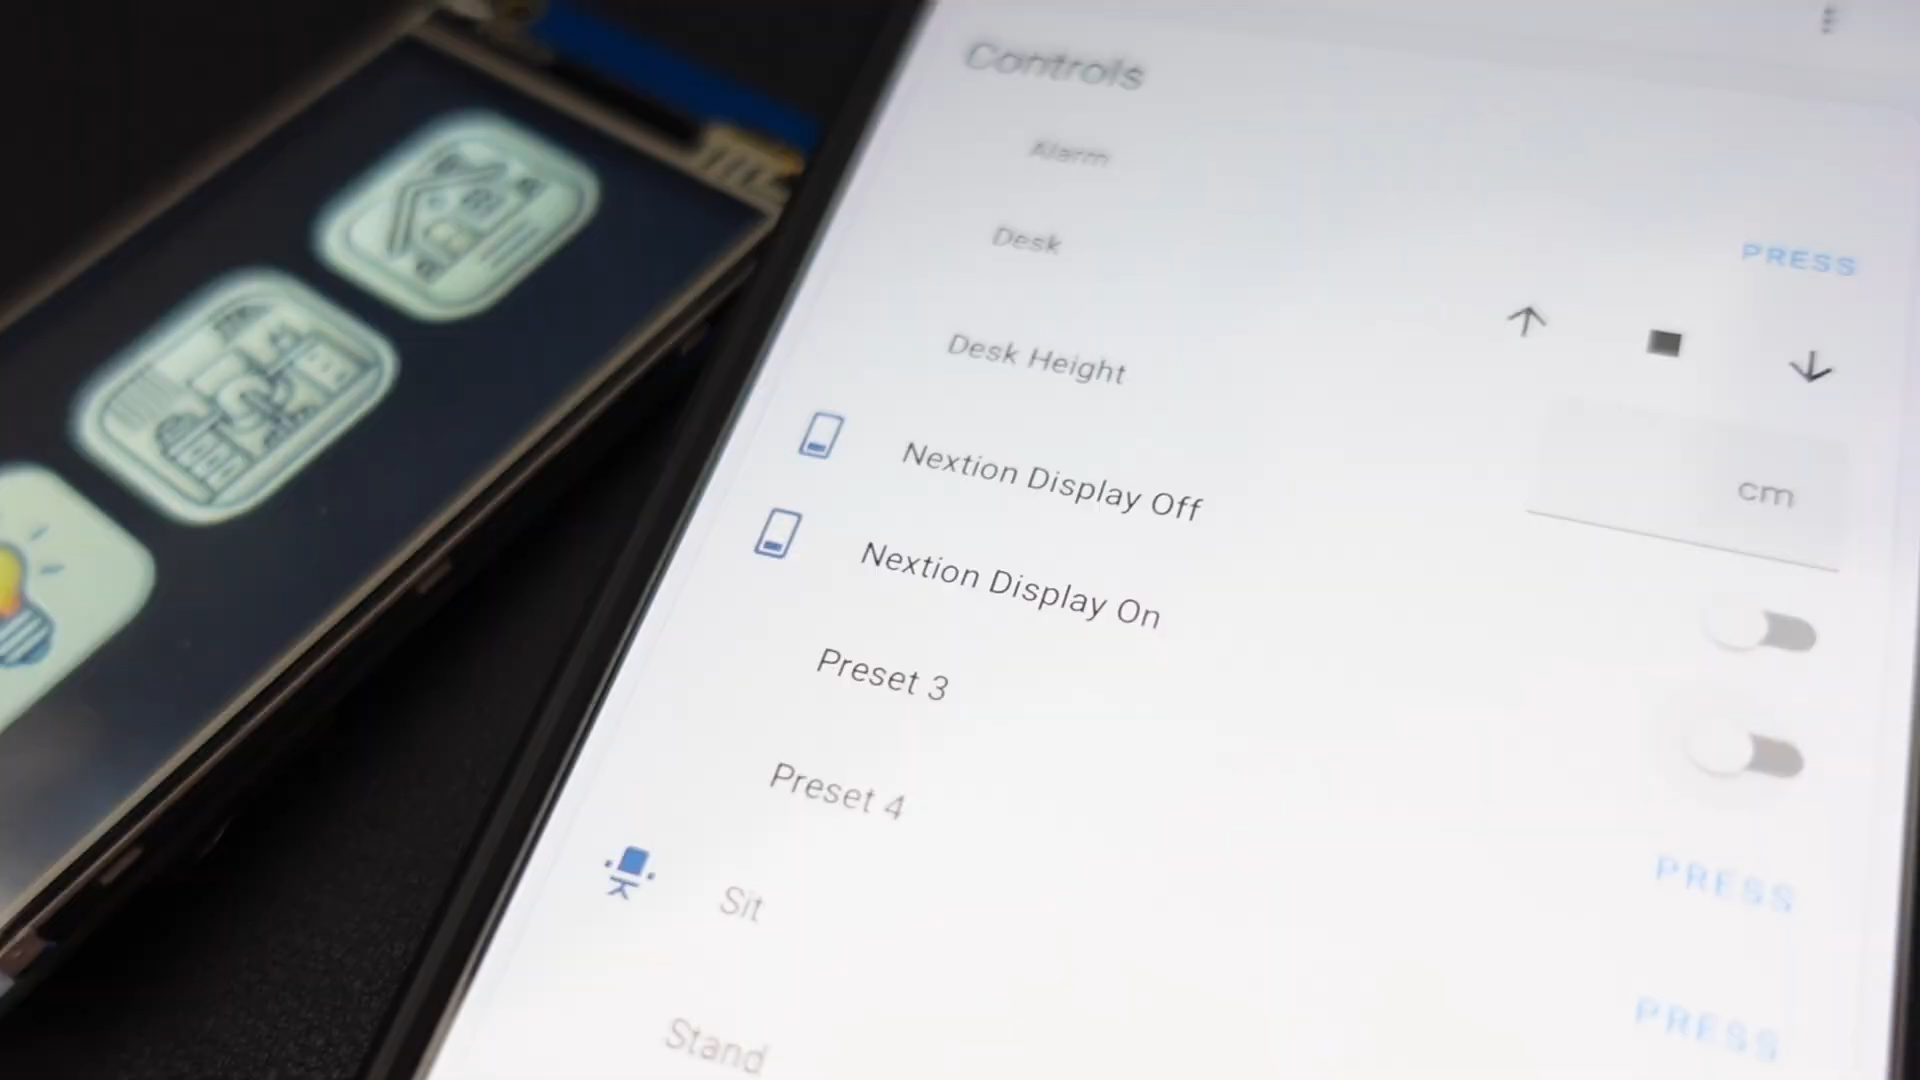 Controls
Alarm
PRESS
Desk
Desk Height
cm
Nextion Display Off
Nextion Display On
Preset 3
PRESS
Preset 4
PRESS
Sit
Stand